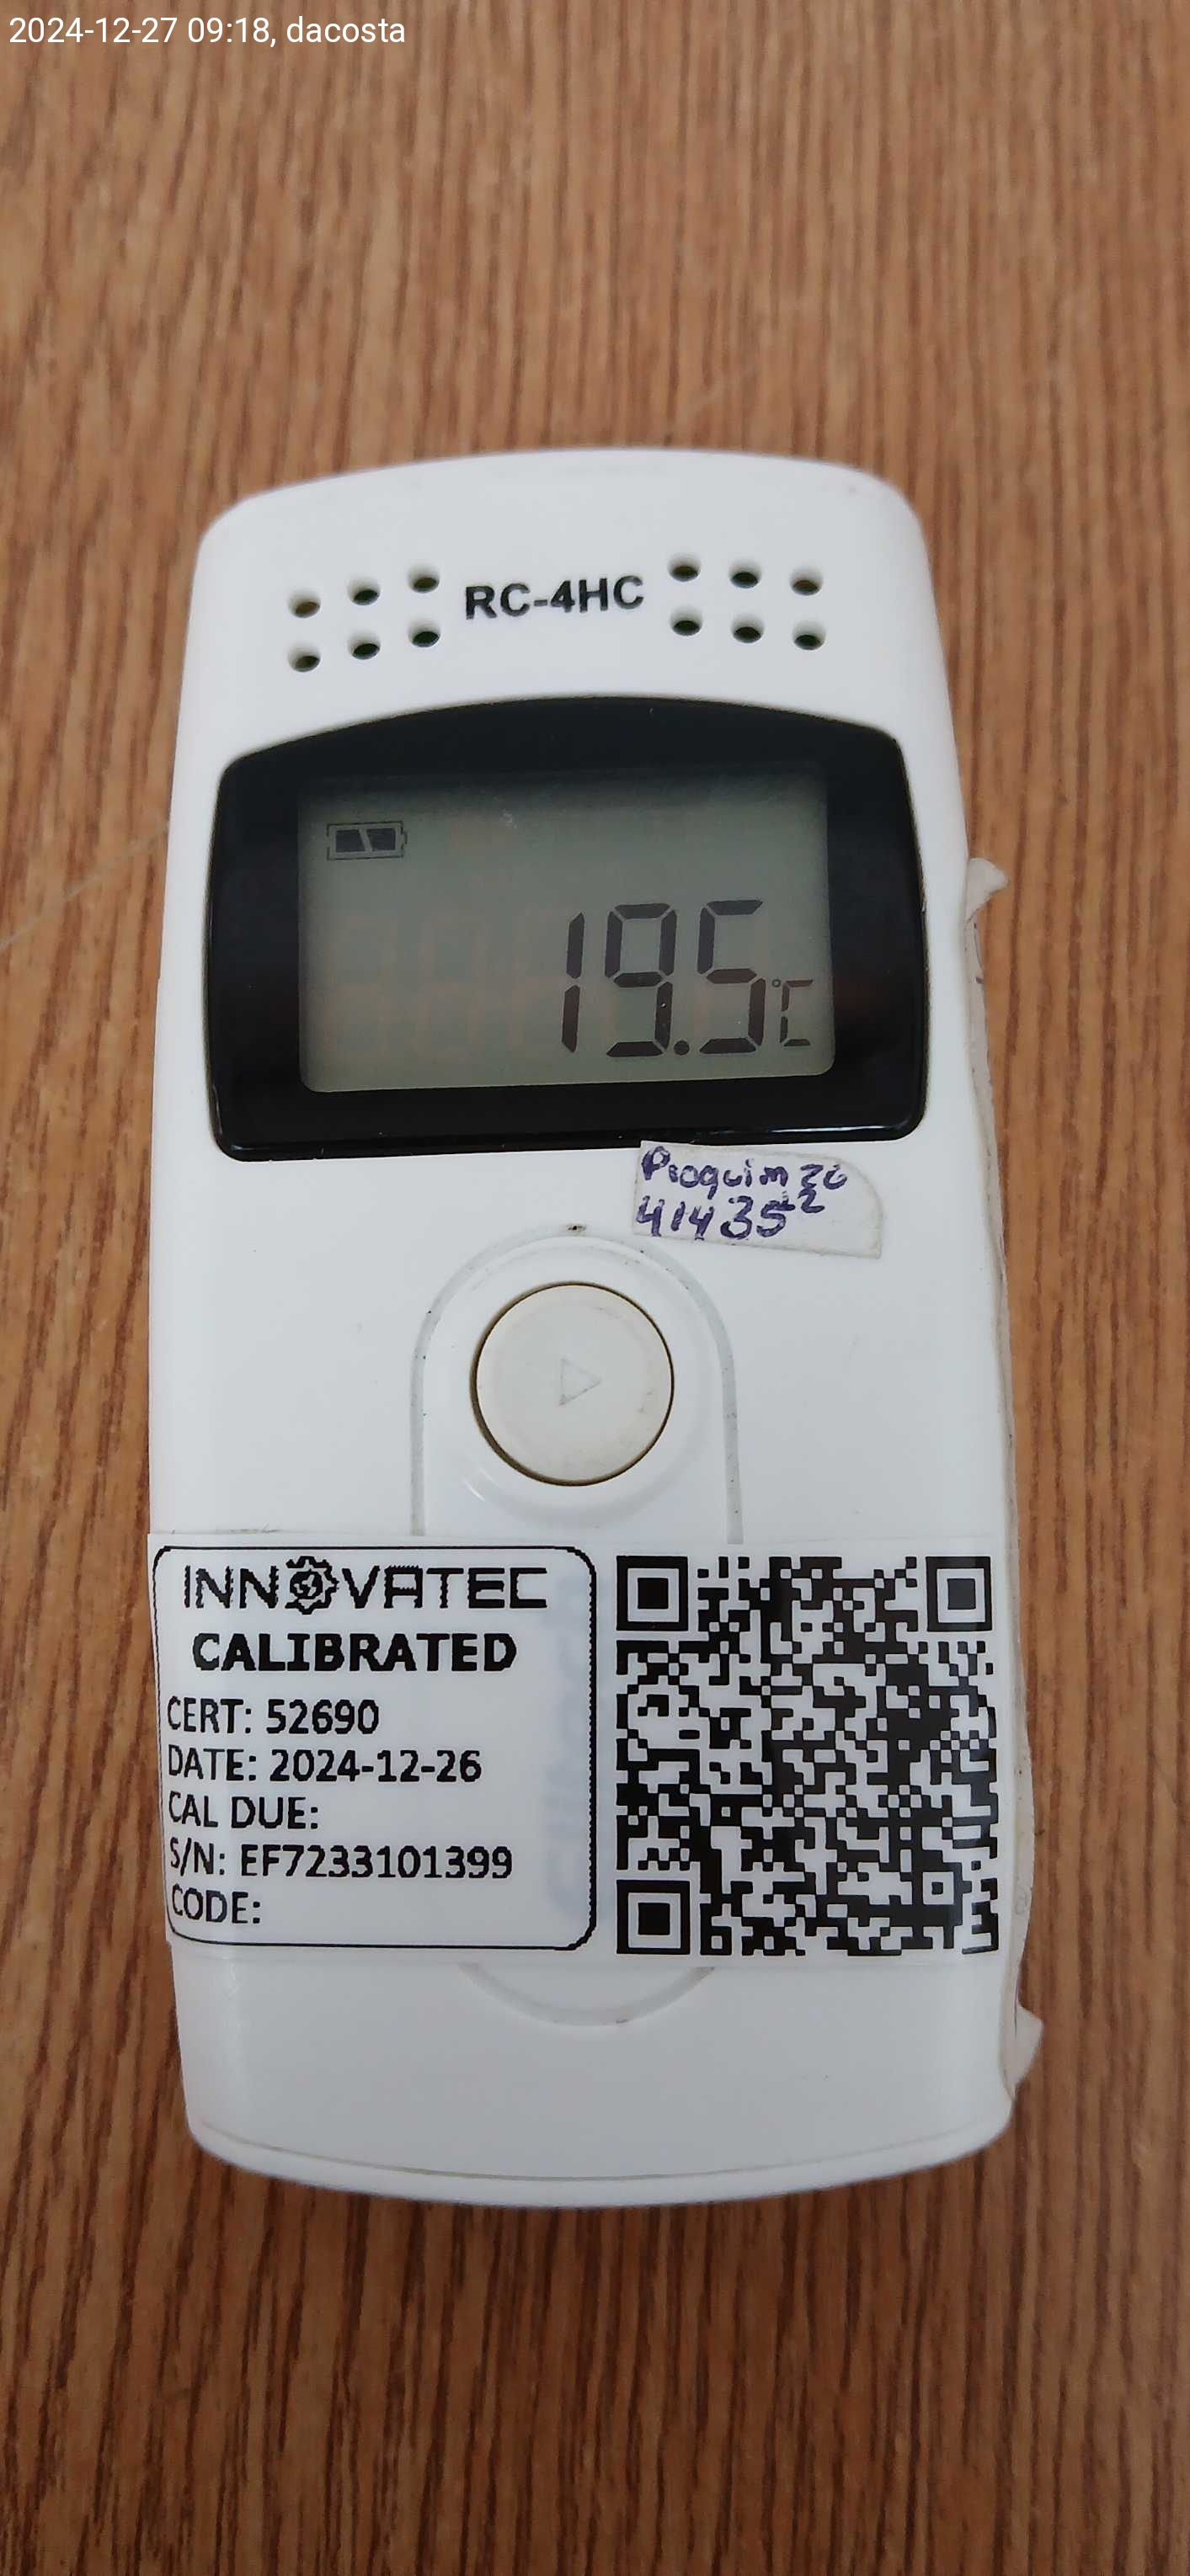 2024-12-27 09:18, dacosta
RC-4HC
19.5°C
41435
INNOVATEC
CALIBRATED
CERT: 52690
DATE: 2024-12-26
CAL DUE:
S/N: EF7233101399
CODE: